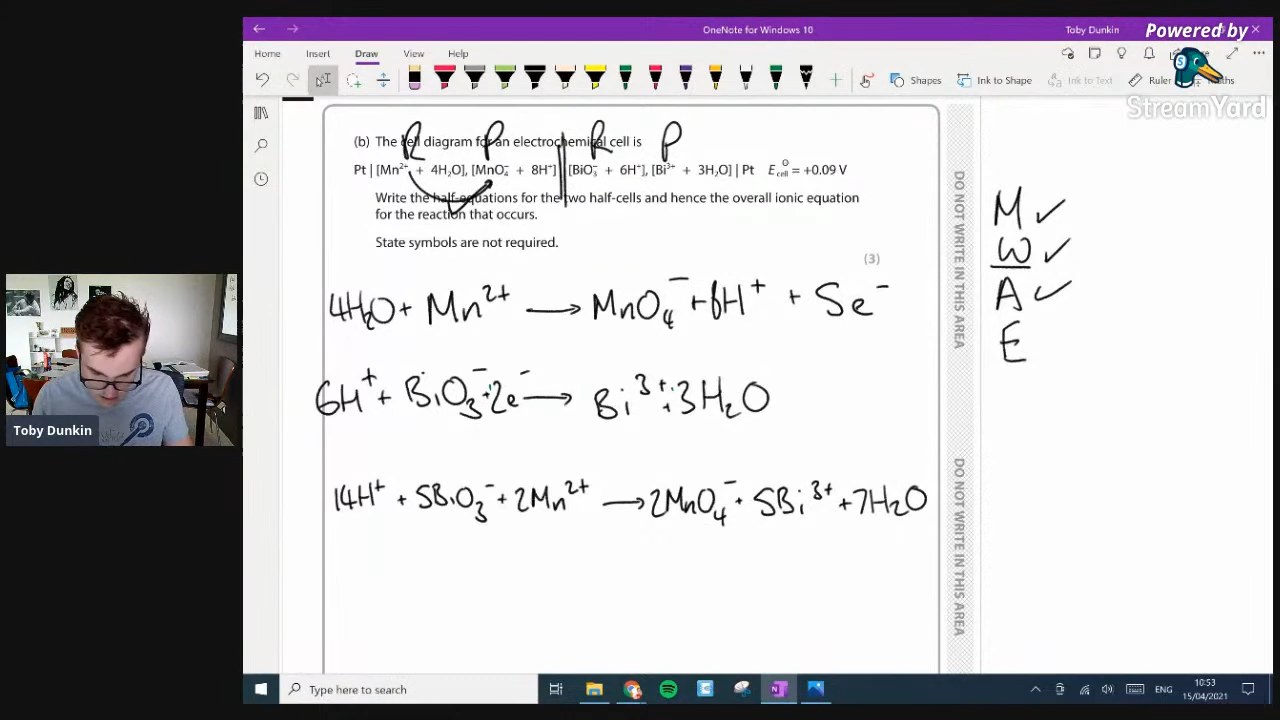 OneNote for Windows 10
Toby Dunkin
Powered by
StreamYard
Home Insert Draw View Help
Shapes Ink to Shape Ink to Text Ruler
R P R P
(b) The cell diagram for an electrochemical cell is
Pt | [Mn²⁺ + 4H₂O], [MnO₄⁻ + 8H⁺] || [BiO₃⁻ + 6H⁺], [Bi³⁺ + 3H₂O] | Pt E⦵cell = +0.09 V
Write the half-equations for the two half-cells and hence the overall ionic equation
for the reaction that occurs.
State symbols are not required.
(3)
4H₂O + Mn²⁺ → MnO₄⁻ + 8H⁺ + 5e⁻
6H⁺ + BiO₃⁻ + 2e⁻ → Bi³⁺ + 3H₂O
14H⁺ + 5BiO₃⁻ + 2Mn²⁺ → 2MnO₄⁻ + 5Bi³⁺ + 7H₂O
M ✓
W ✓
A ✓
E
DO NOT WRITE IN THIS AREA
DO NOT WRITE IN THIS AREA
Toby Dunkin
Type here to search
ENG
10:53
15/04/2021